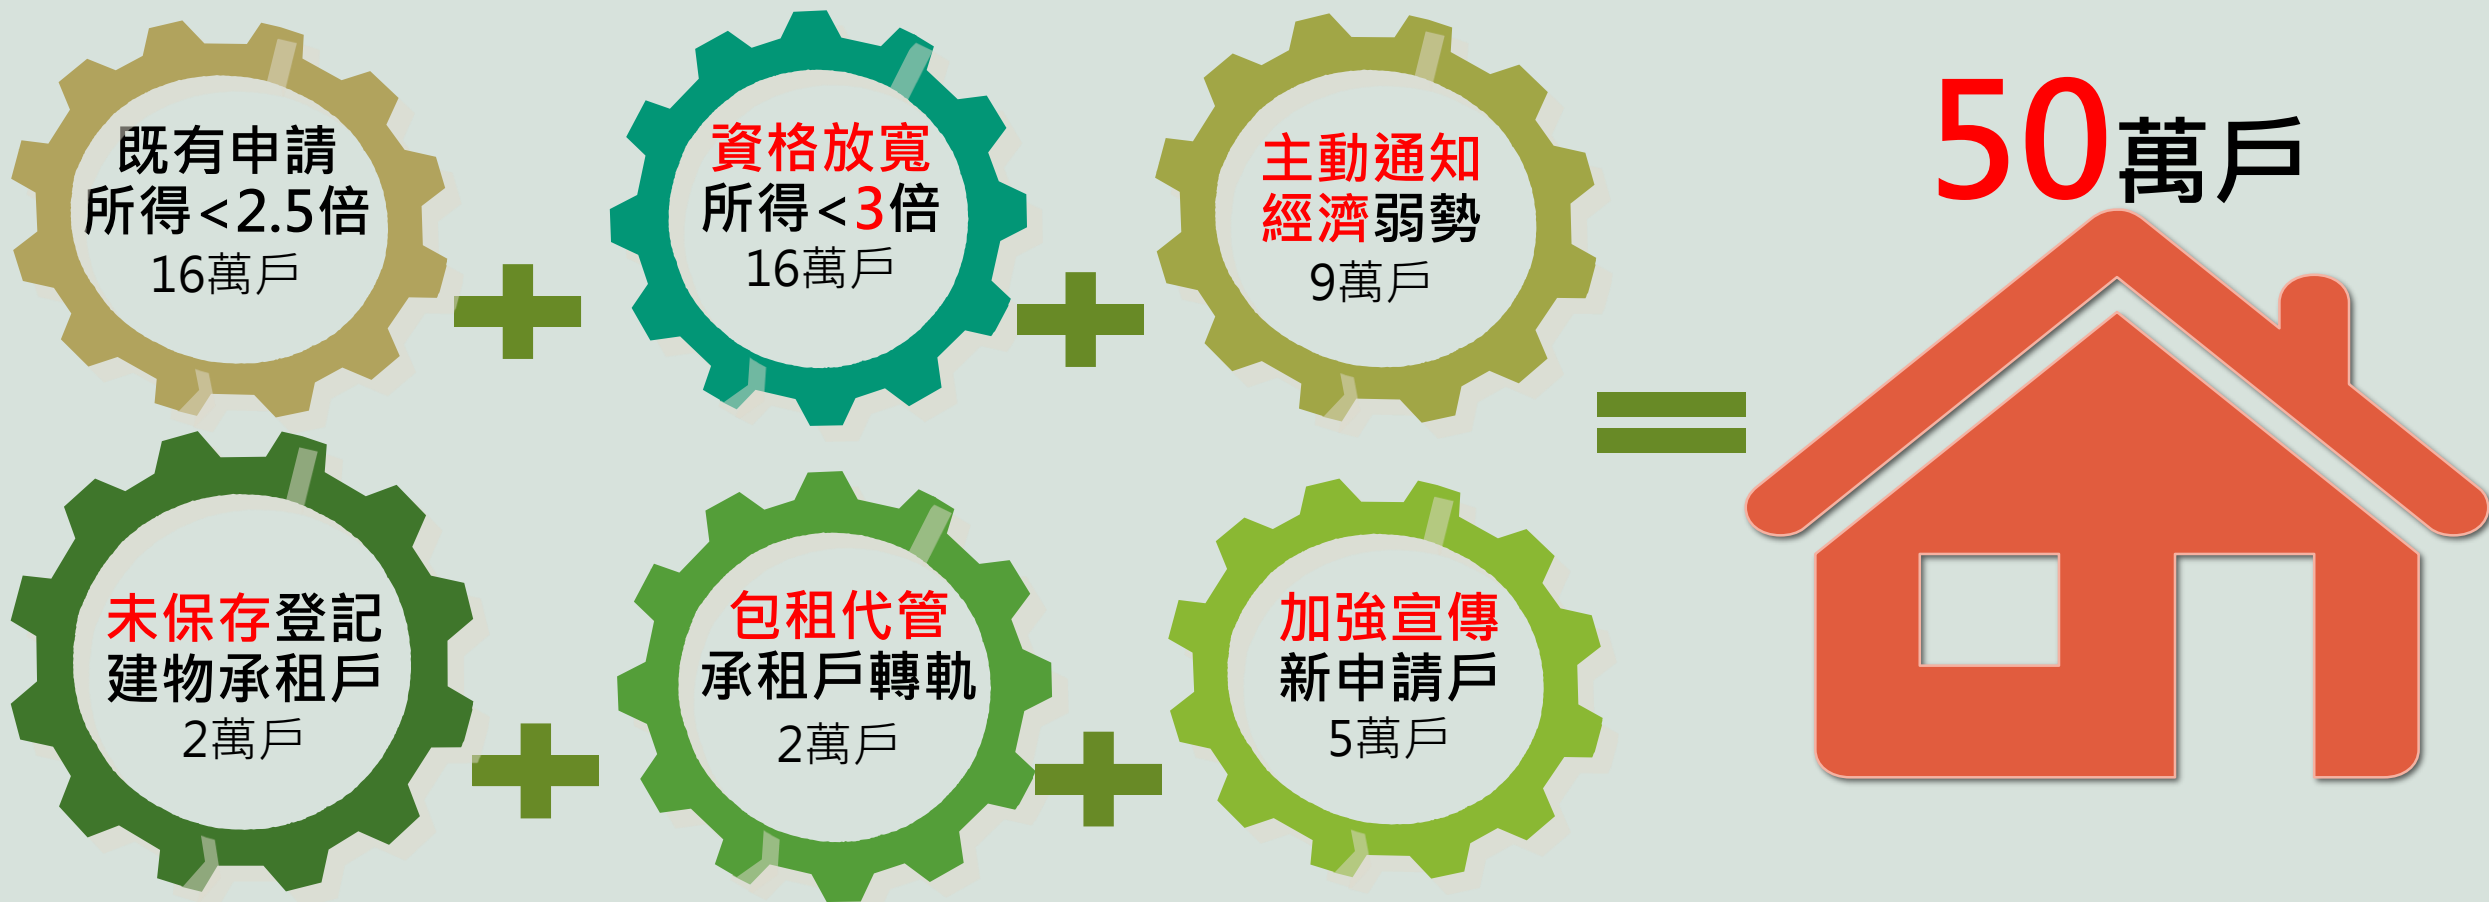 既有申請
所得<2.5倍
16萬戶
資格放寬
所得<3倍
16萬戶
主動通知
經濟弱勢
9萬戶
未保存登記
建物承租戶
2萬戶
包租代管
承租戶轉軌
2萬戶
加強宣傳
新申請戶
5萬戶
50萬戶